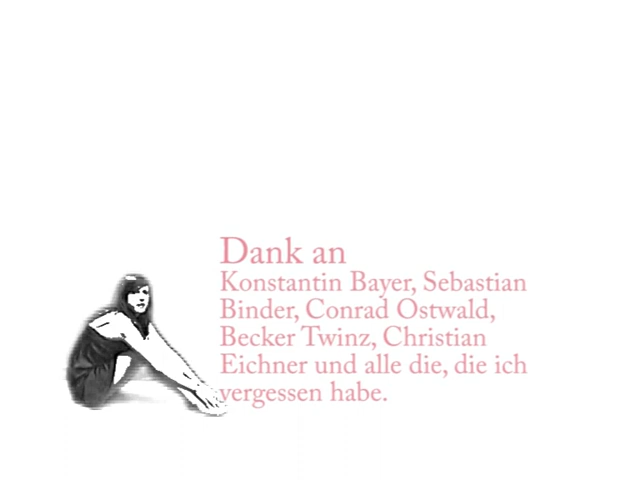 Dank an
Konstantin Bayer, Sebastian
Binder, Conrad Ostwald,
Becker Twinz, Christian
Eichner und alle die, die ich
vergessen habe.